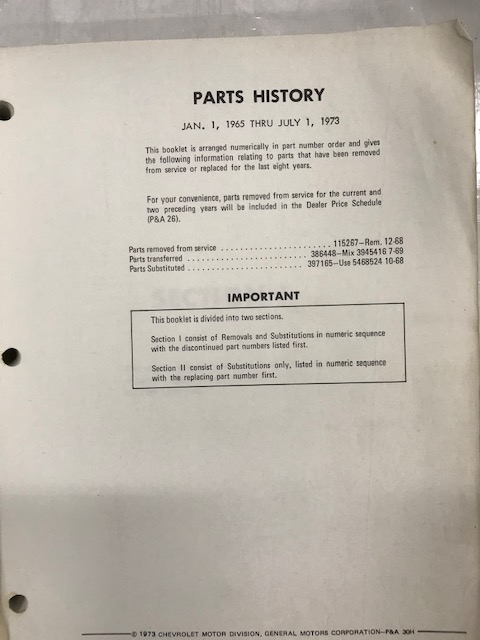 PARTS HISTORY
JAN. 1, 1965 THRU JULY 1, 1973
This booklet is arranged numerically in part number order and gives
the following information relating to parts that have been removed
from service or replaced for the last eight years.
For your convenience, parts removed from service for the current and
two preceding years will be included in the Dealer Price Schedule
(P&A 26).
Parts removed from service . . . . . . . . . . . . . . . . . . . . 115267–Rem. 12-68
Parts transferred . . . . . . . . . . . . . . . . . . . . . . 386448–Mix 3945416 7-69
Parts Substituted . . . . . . . . . . . . . . . . . . . . . 397165–Use 5468524 10-68
IMPORTANT
This booklet is divided into two sections.
Section I consist of Removals and Substitutions in numeric sequence
with the discontinued part numbers listed first.
Section II consist of Substitutions only, listed in numeric sequence
with the replacing part number first.
© 1973 CHEVROLET MOTOR DIVISION, GENERAL MOTORS CORPORATION–P&A 30H